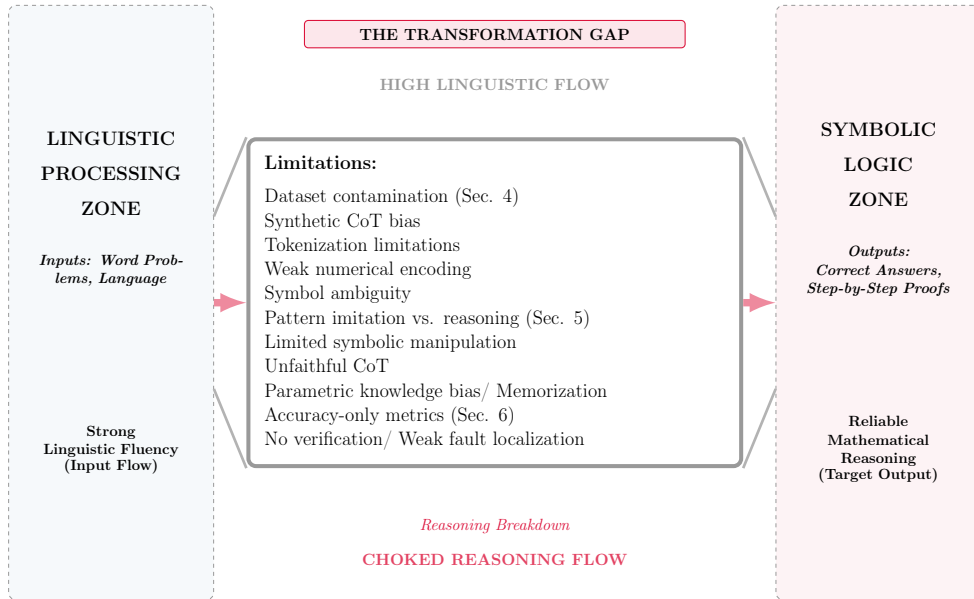 THE TRANSFORMATION GAP
HIGH LINGUISTIC FLOW
LINGUISTIC
PROCESSING
ZONE
Inputs: Word Prob-
lems, Language
Strong
Linguistic Fluency
(Input Flow)
Limitations:
Dataset contamination (Sec. 4)
Synthetic CoT bias
Tokenization limitations
Weak numerical encoding
Symbol ambiguity
Pattern imitation vs. reasoning (Sec. 5)
Limited symbolic manipulation
Unfaithful CoT
Parametric knowledge bias/ Memorization
Accuracy-only metrics (Sec. 6)
No verification/ Weak fault localization
SYMBOLIC
LOGIC
ZONE
Outputs:
Correct Answers,
Step-by-Step Proofs
Reliable
Mathematical
Reasoning
(Target Output)
Reasoning Breakdown
CHOKED REASONING FLOW